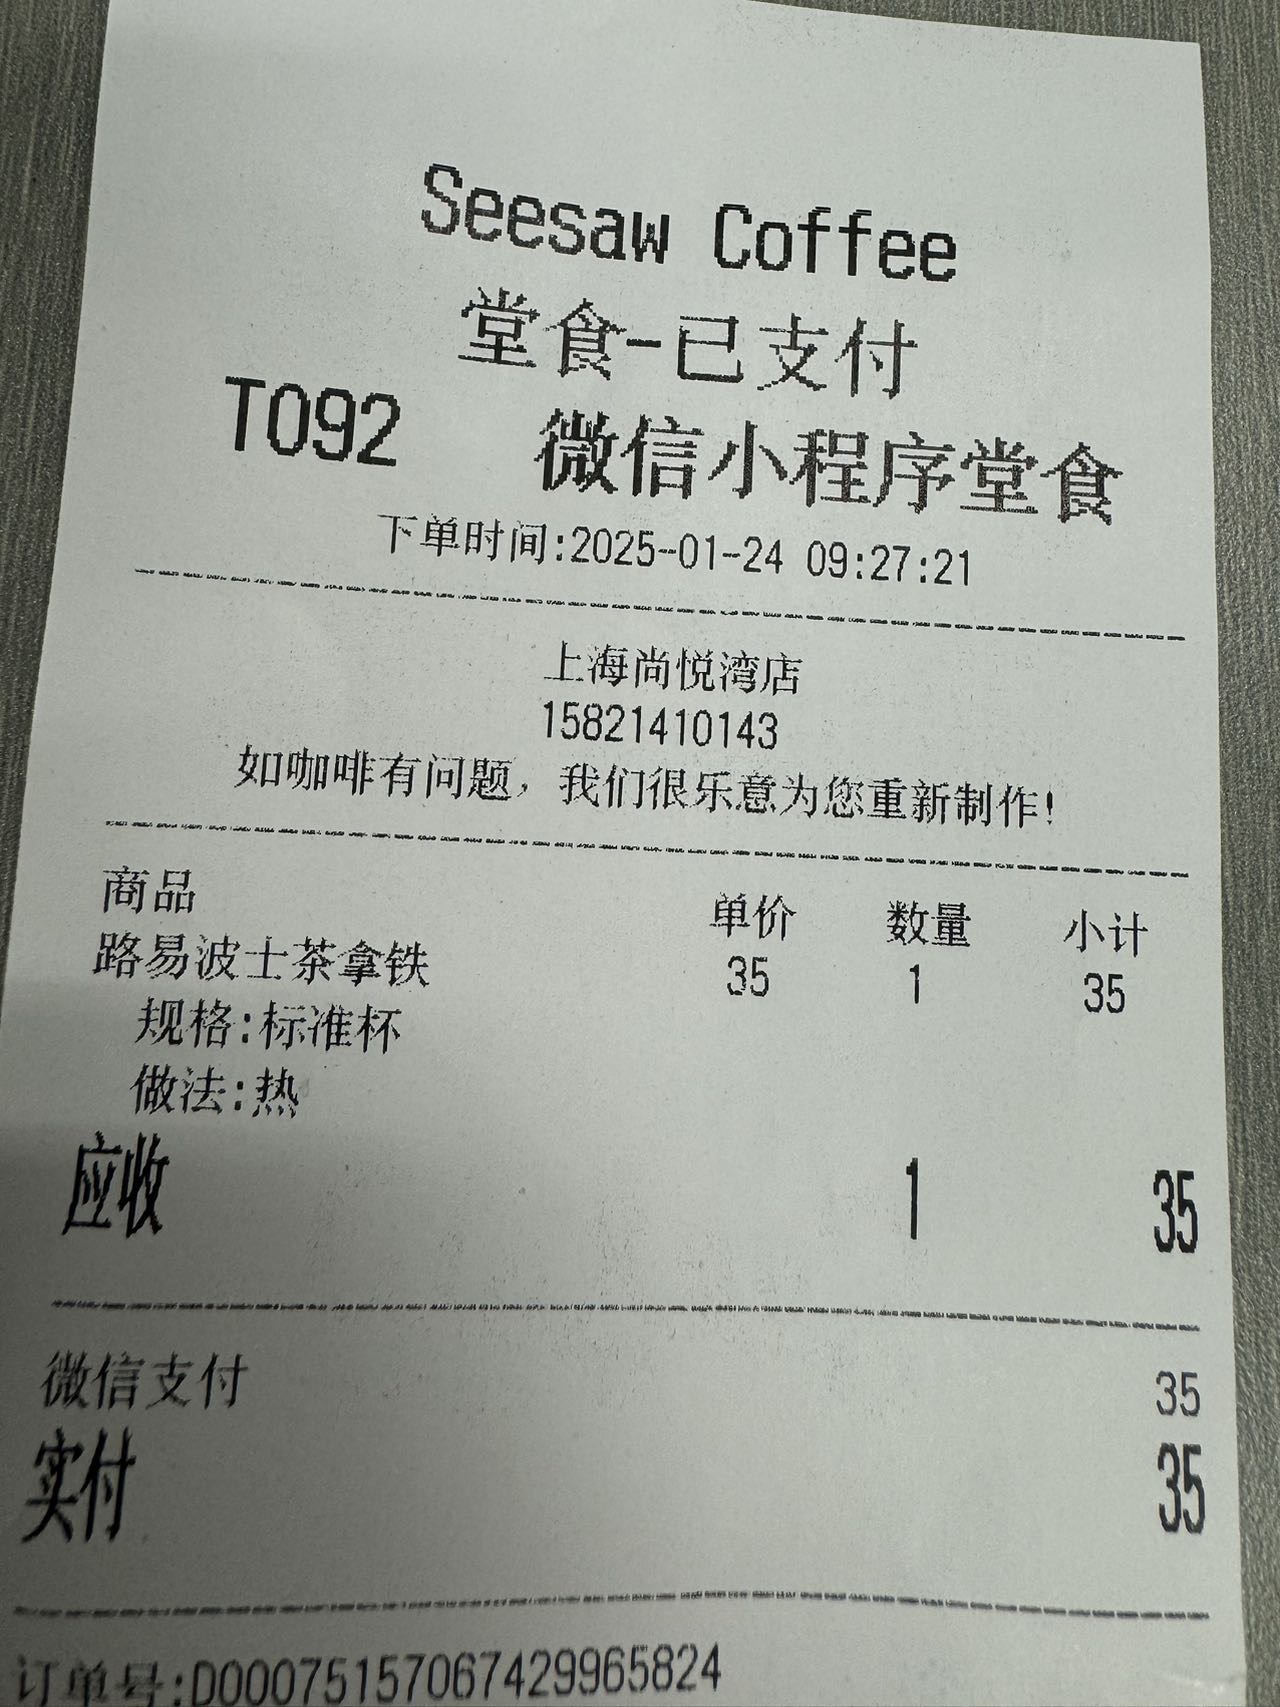 Seesaw Coffee
堂食-已支付
T092 微信小程序堂食
下单时间:2025-01-24 09:27:21
上海尚悦湾店
15821410143
如咖啡有问题，我们很乐意为您重新制作!
商品 单价 数量 小计
路易波士茶拿铁 35 1 35
规格:标准杯
做法:热
应收 1 35
微信支付 35
实付 35
订单号:D000751570674299658​24